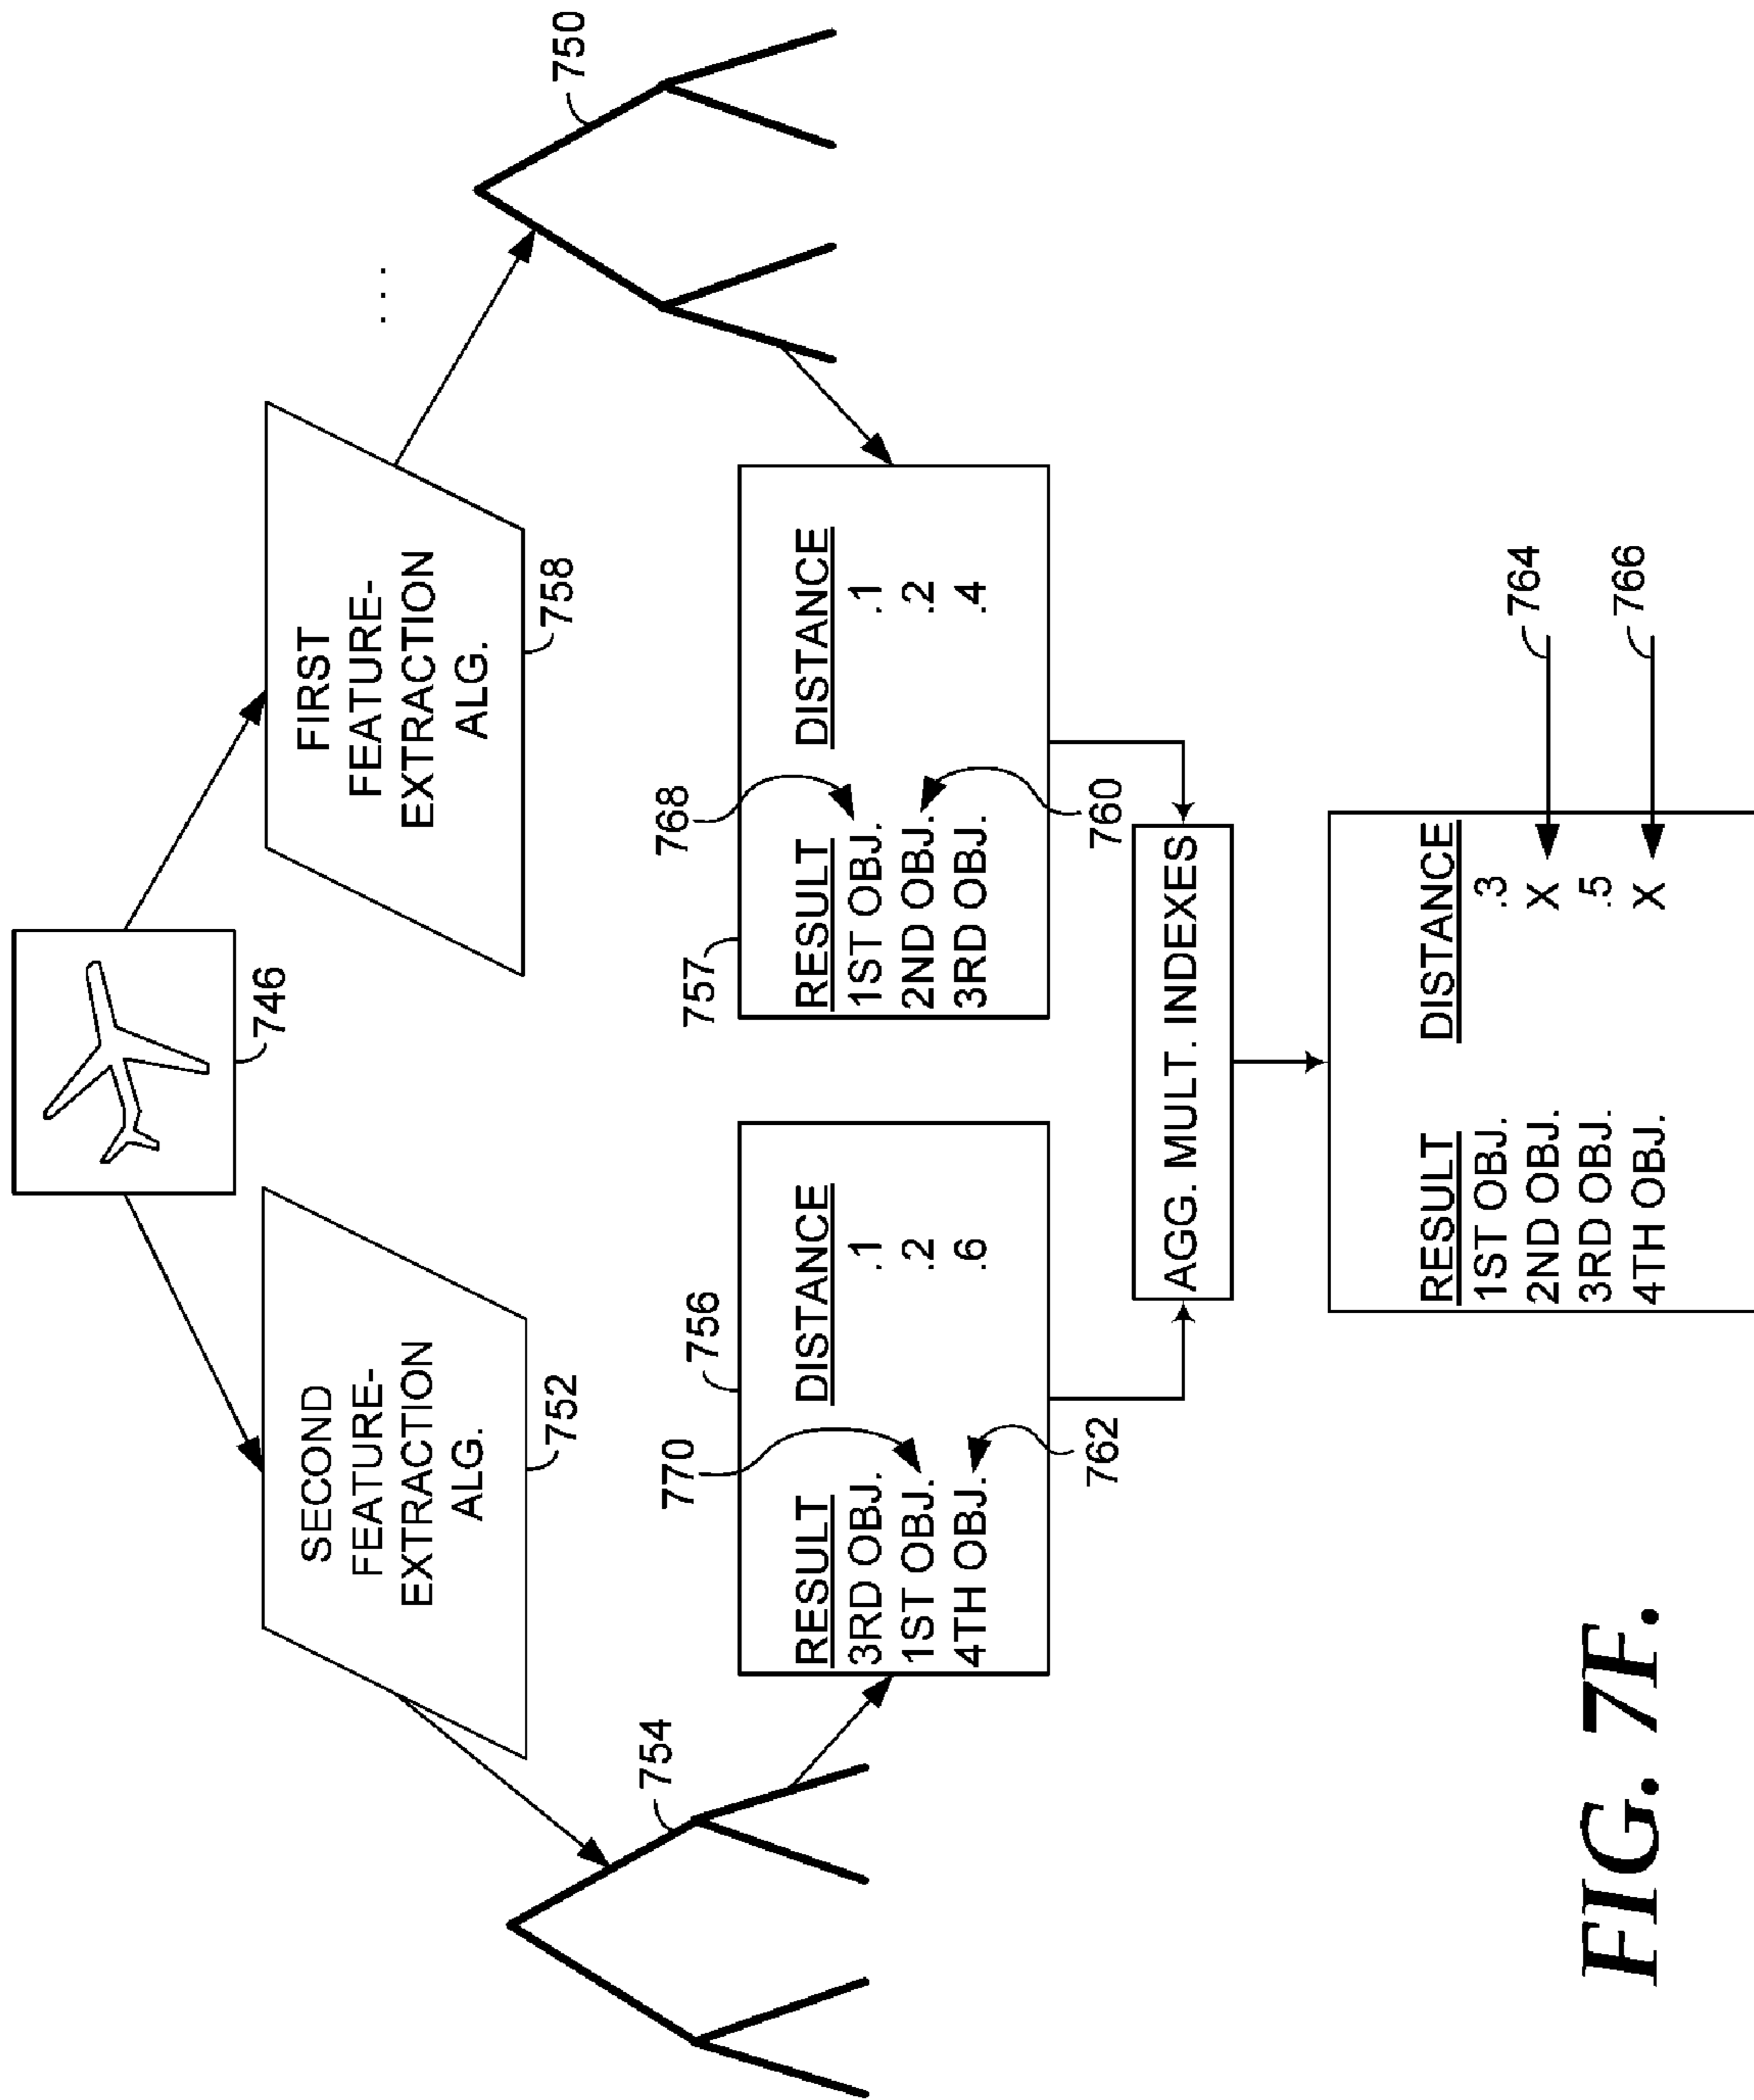 746
SECOND
FEATURE-
EXTRACTION
ALG.
752
FIRST
FEATURE-
EXTRACTION
ALG.
758
. . .
750
754
756
770
RESULT DISTANCE
3RD OBJ. .1
1ST OBJ. .2
4TH OBJ. .6
762
757
768
RESULT DISTANCE
1ST OBJ. .1
2ND OBJ. .2
3RD OBJ. .4
760
AGG. MULT. INDEXES
RESULT DISTANCE
1ST OBJ. .3
2ND OBJ. X
3RD OBJ. .5
4TH OBJ. X
764
766
FIG. 7F.